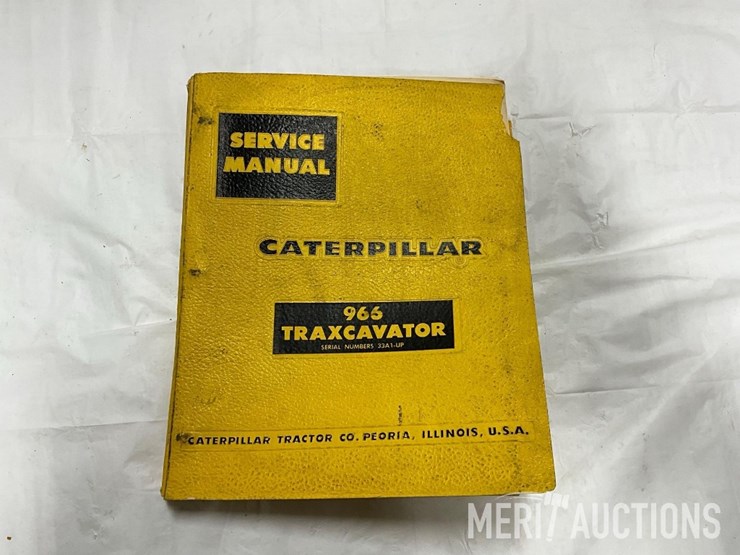 SERVICE
MANUAL
CATERPILLAR
966
TRAXCAVATOR
SERIAL NUMBERS 33A1-UP
CATERPILLAR TRACTOR CO. PEORIA, ILLINOIS, U.S.A.
MERIT AUCTIONS